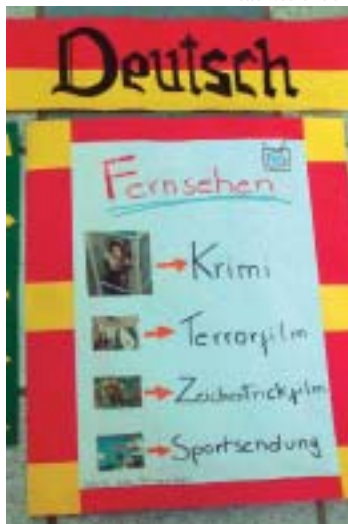 Deutsch
Fernsehen
Krimi
Terrorfilm
Zeichentrickfilm
Sportsendung